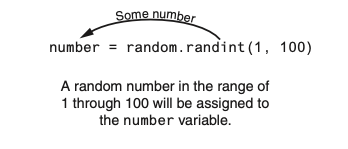 Some number
number = random.randint(1, 100)
A random number in the range of
1 through 100 will be assigned to
the number variable.